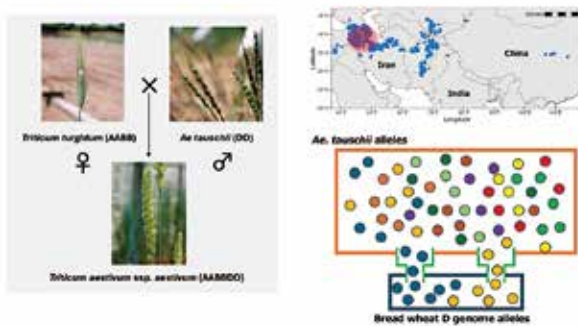 Triticum turgidum (AABB)
Ae tauschii (DD)
Triticum aestivum ssp. aestivum (AABBDD)
Iran
China
India
Longitude
Ae. tauschii alleles
Bread wheat D genome alleles